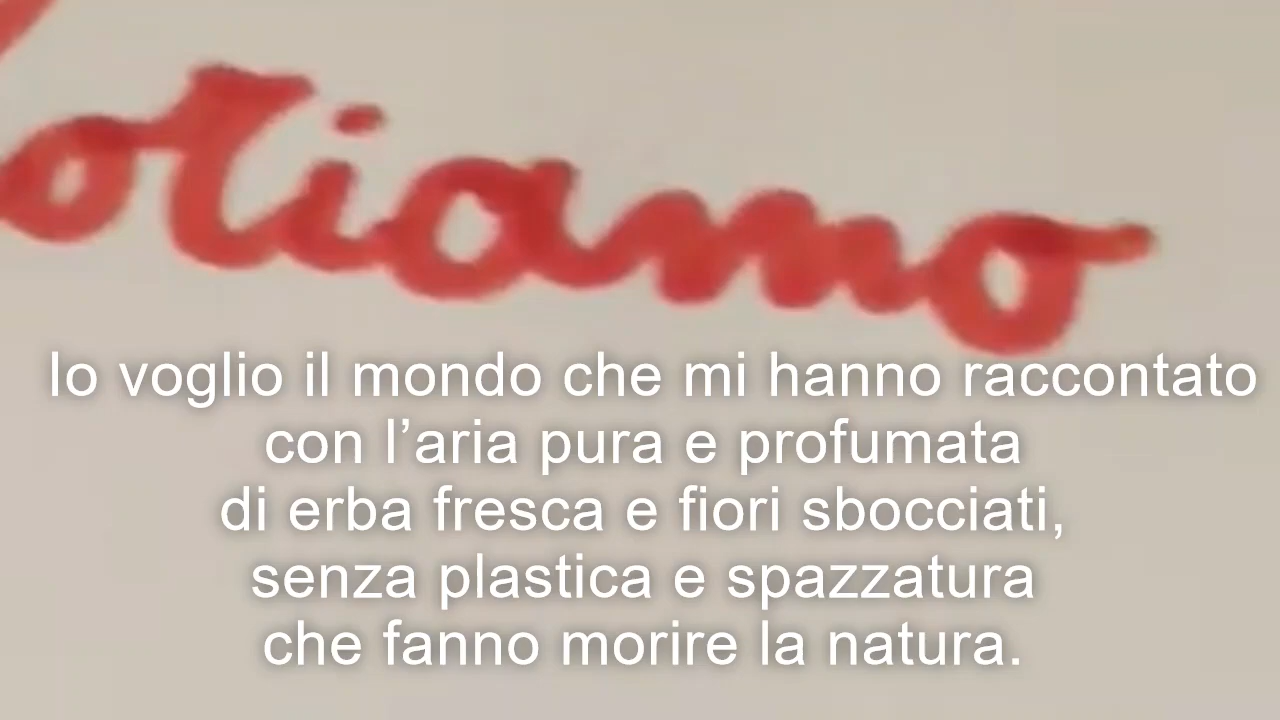 oliamo
Io voglio il mondo che mi hanno raccontato
con l’aria pura e profumata
di erba fresca e fiori sbocciati,
senza plastica e spazzatura
che fanno morire la natura.